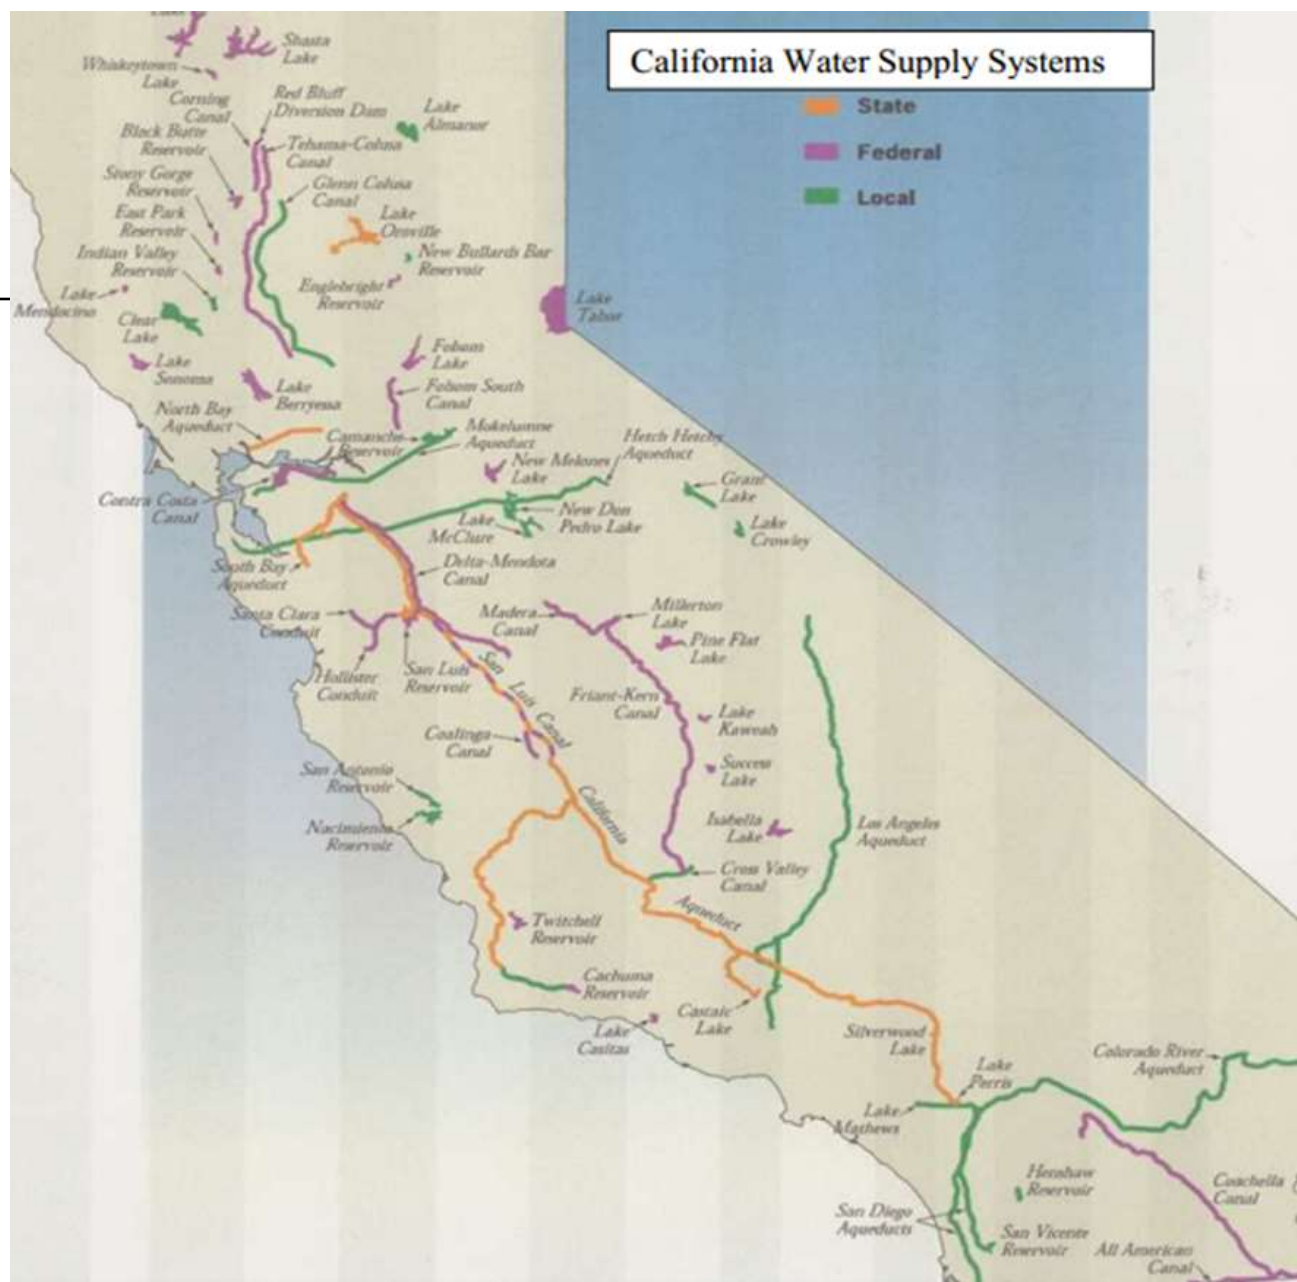 California Water Supply Systems
State
Federal
Local
Shasta
Lake
Whiskeytown
Lake
Corning
Canal
Red Bluff
Diversion Dam
Lake
Almanor
Black Butte
Reservoir
Tehama-Colusa
Canal
Stony Gorge
Reservoir
Glenn Colusa
Canal
East Park
Reservoir
Lake
Oroville
Indian Valley
Reservoir
New Bullards Bar
Reservoir
Englebright
Reservoir
Lake
Mendocino
Lake
Tahoe
Clear
Lake
Folsom
Lake
Lake
Sonoma
Lake
Berryessa
Folsom South
Canal
North Bay
Aqueduct
Camanche
Reservoir
Mokelumne
Aqueduct
Hetch Hetchy
Aqueduct
New Melones
Lake
Grant
Lake
Contra Costa
Canal
New Don
Pedro Lake
Lake
McClure
Lake
Crowley
South Bay
Aqueduct
Delta-Mendota
Canal
Santa Clara
Conduit
Madera
Canal
Millerton
Lake
Pine Flat
Lake
Hollister
Conduit
San Luis
Reservoir
San Luis Canal
Friant-Kern
Canal
Lake
Kaweah
Coalinga
Canal
Success
Lake
San Antonio
Reservoir
Nacimiento
Reservoir
California
Isabella
Lake
Los Angeles
Aqueduct
Cross Valley
Canal
Aqueduct
Twitchell
Reservoir
Cachuma
Reservoir
Castaic
Lake
Lake
Casitas
Silverwood
Lake
Lake
Perris
Colorado River
Aqueduct
Lake
Mathews
Henshaw
Reservoir
Coachella
Canal
San Diego
Aqueducts
San Vicente
Reservoir
All American
Canal